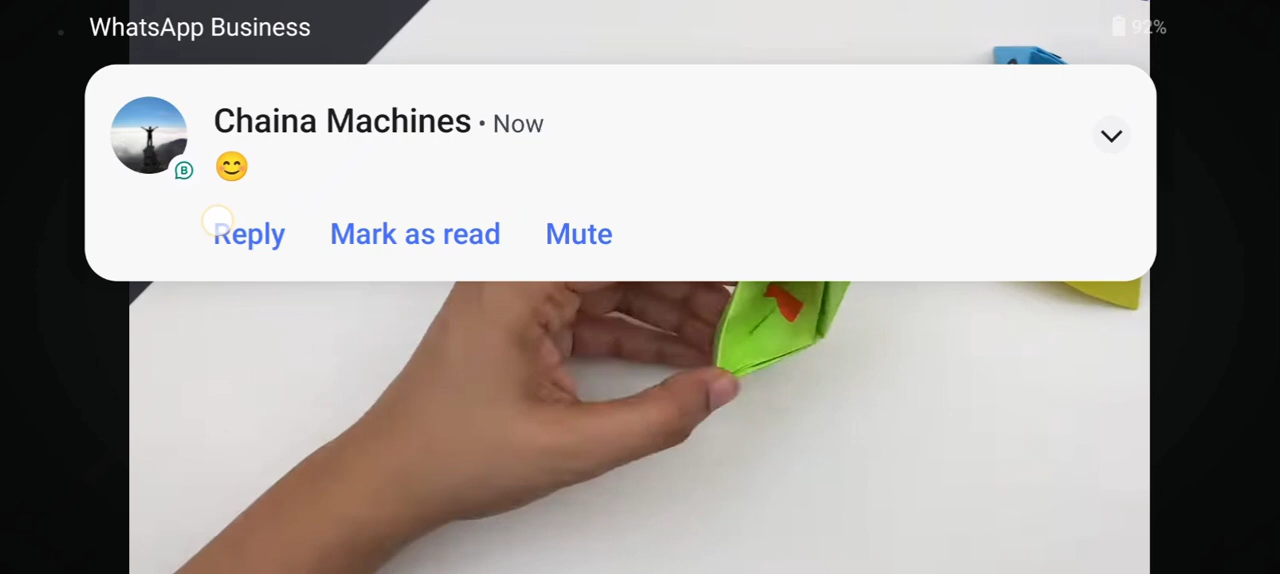 WhatsApp Business
92%
Chaina Machines • Now
😊
Reply Mark as read Mute